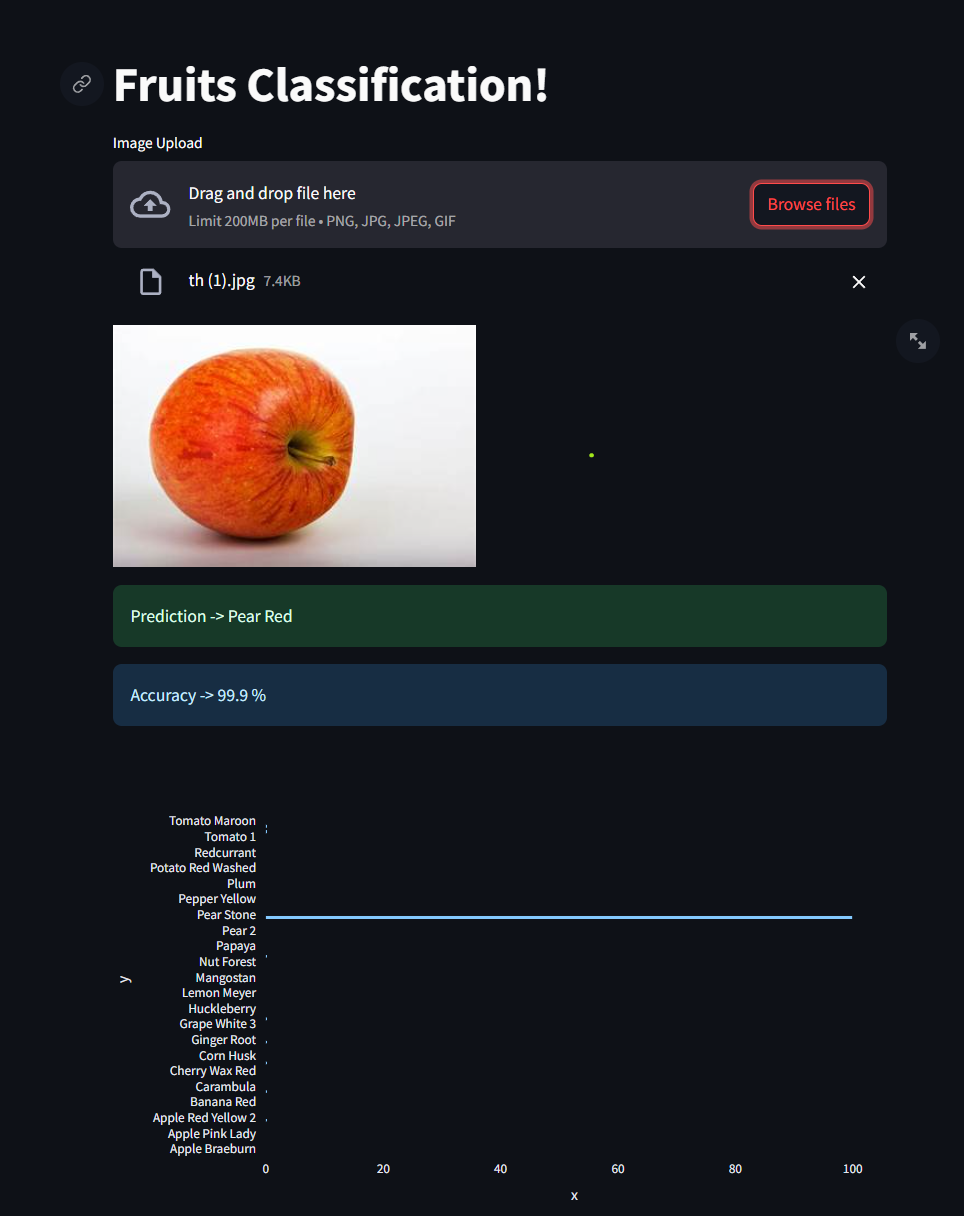 Fruits Classification!
Image Upload
Drag and drop file here
Limit 200MB per file • PNG, JPG, JPEG, GIF
Browse files
th (1).jpg 7.4KB
Prediction -> Pear Red
Accuracy -> 99.9 %
Tomato Maroon
Tomato 1
Redcurrant
Potato Red Washed
Plum
Pepper Yellow
Pear Stone
Pear 2
Papaya
Nut Forest
Mangostan
Lemon Meyer
Huckleberry
Grape White 3
Ginger Root
Corn Husk
Cherry Wax Red
Carambula
Banana Red
Apple Red Yellow 2
Apple Pink Lady
Apple Braeburn
y
0 20 40 60 80 100
x